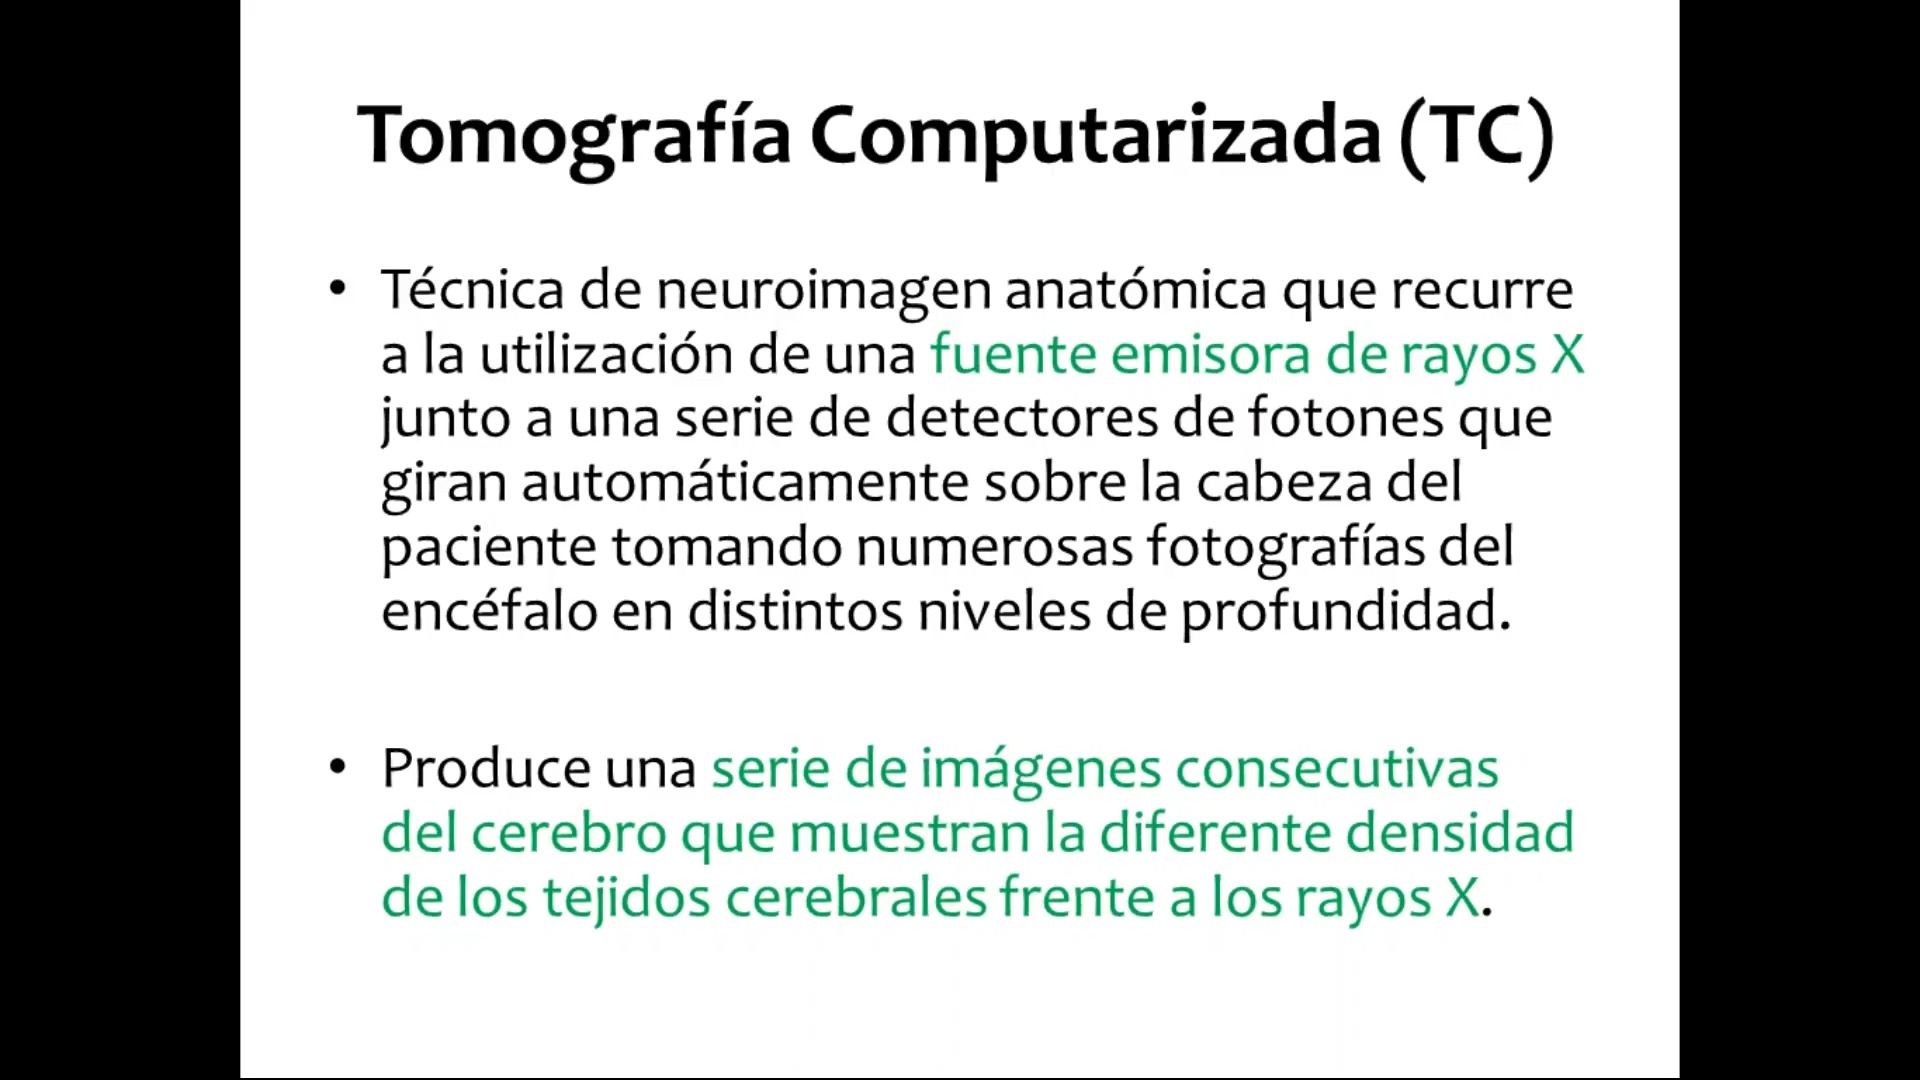 Tomografía Computarizada (TC)
• Técnica de neuroimagen anatómica que recurre
a la utilización de una fuente emisora de rayos X
junto a una serie de detectores de fotones que
giran automáticamente sobre la cabeza del
paciente tomando numerosas fotografías del
encéfalo en distintos niveles de profundidad.
• Produce una serie de imágenes consecutivas
del cerebro que muestran la diferente densidad
de los tejidos cerebrales frente a los rayos X.